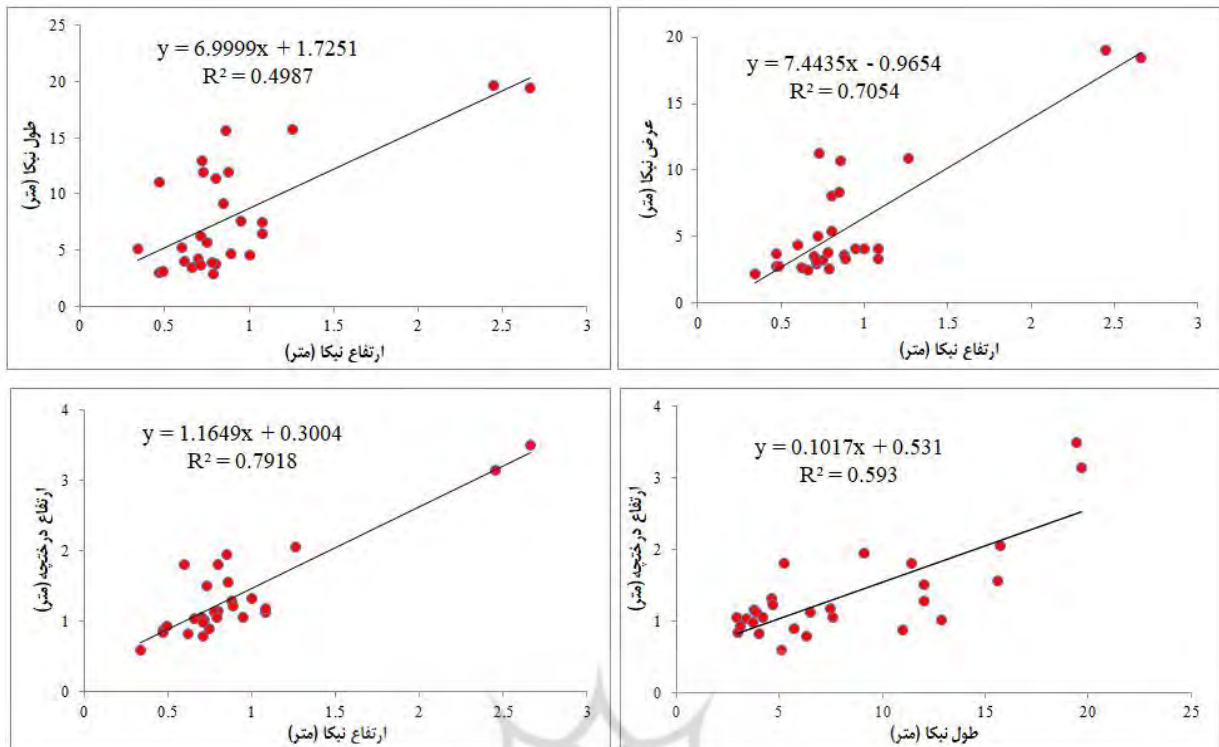 25
20
15
10
5
0
طول نبکا (متر)
y = 6.9999x + 1.7251
R² = 0.4987
0 0.5 1 1.5 2 2.5 3
ارتفاع نبکا (متر)
20
15
10
5
0
عرض نبکا (متر)
y = 7.4435x - 0.9654
R² = 0.7054
0 0.5 1 1.5 2 2.5 3
ارتفاع نبکا (متر)
4
3
2
1
0
ارتفاع درختچه (متر)
y = 1.1649x + 0.3004
R² = 0.7918
0 0.5 1 1.5 2 2.5 3
ارتفاع نبکا (متر)
4
3
2
1
0
ارتفاع درختچه (متر)
y = 0.1017x + 0.531
R² = 0.593
0 5 10 15 20 25
طول نبکا (متر)